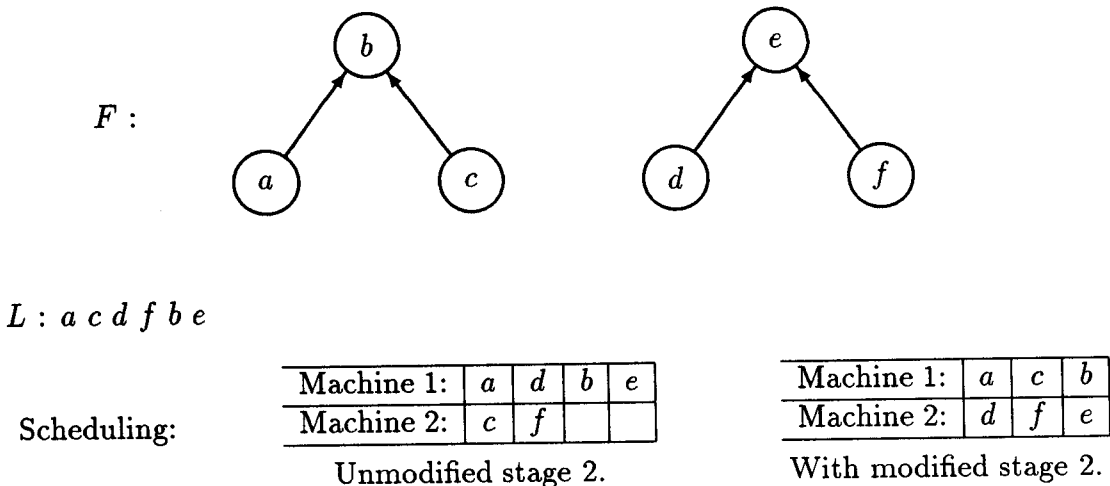 b e
F :
a c d f
L : a c d f b e
Machine 1: a d b e Machine 1: a c b
Scheduling: Machine 2: c f Machine 2: d f e
Unmodified stage 2. With modified stage 2.